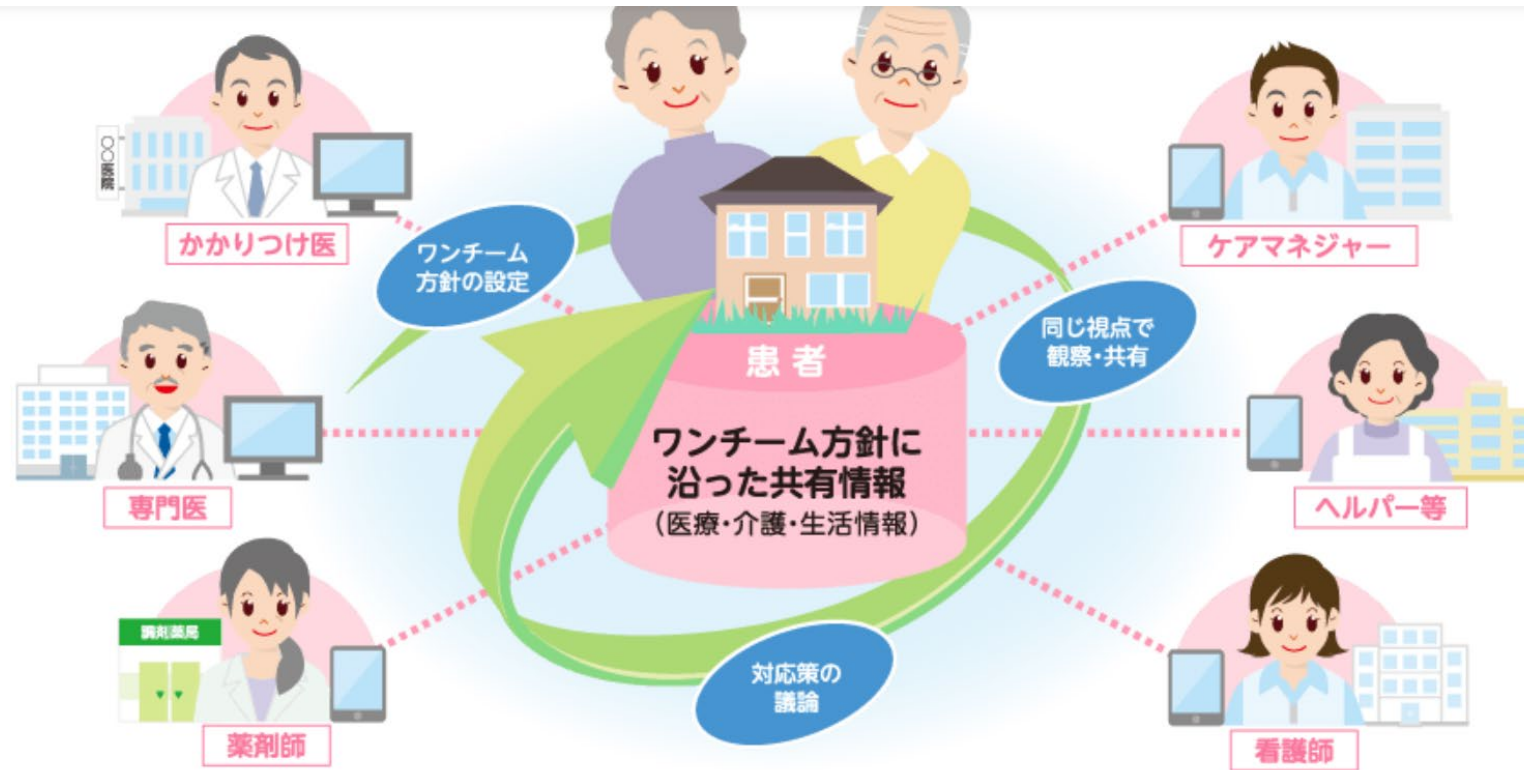 〇〇医院
かかりつけ医
専門医
調剤薬局
薬剤師
ワンチーム
方針の設定
患者
ワンチーム方針に
沿った共有情報
(医療・介護・生活情報)
同じ視点で
観察・共有
対応策の
議論
ケアマネジャー
ヘルパー等
看護師